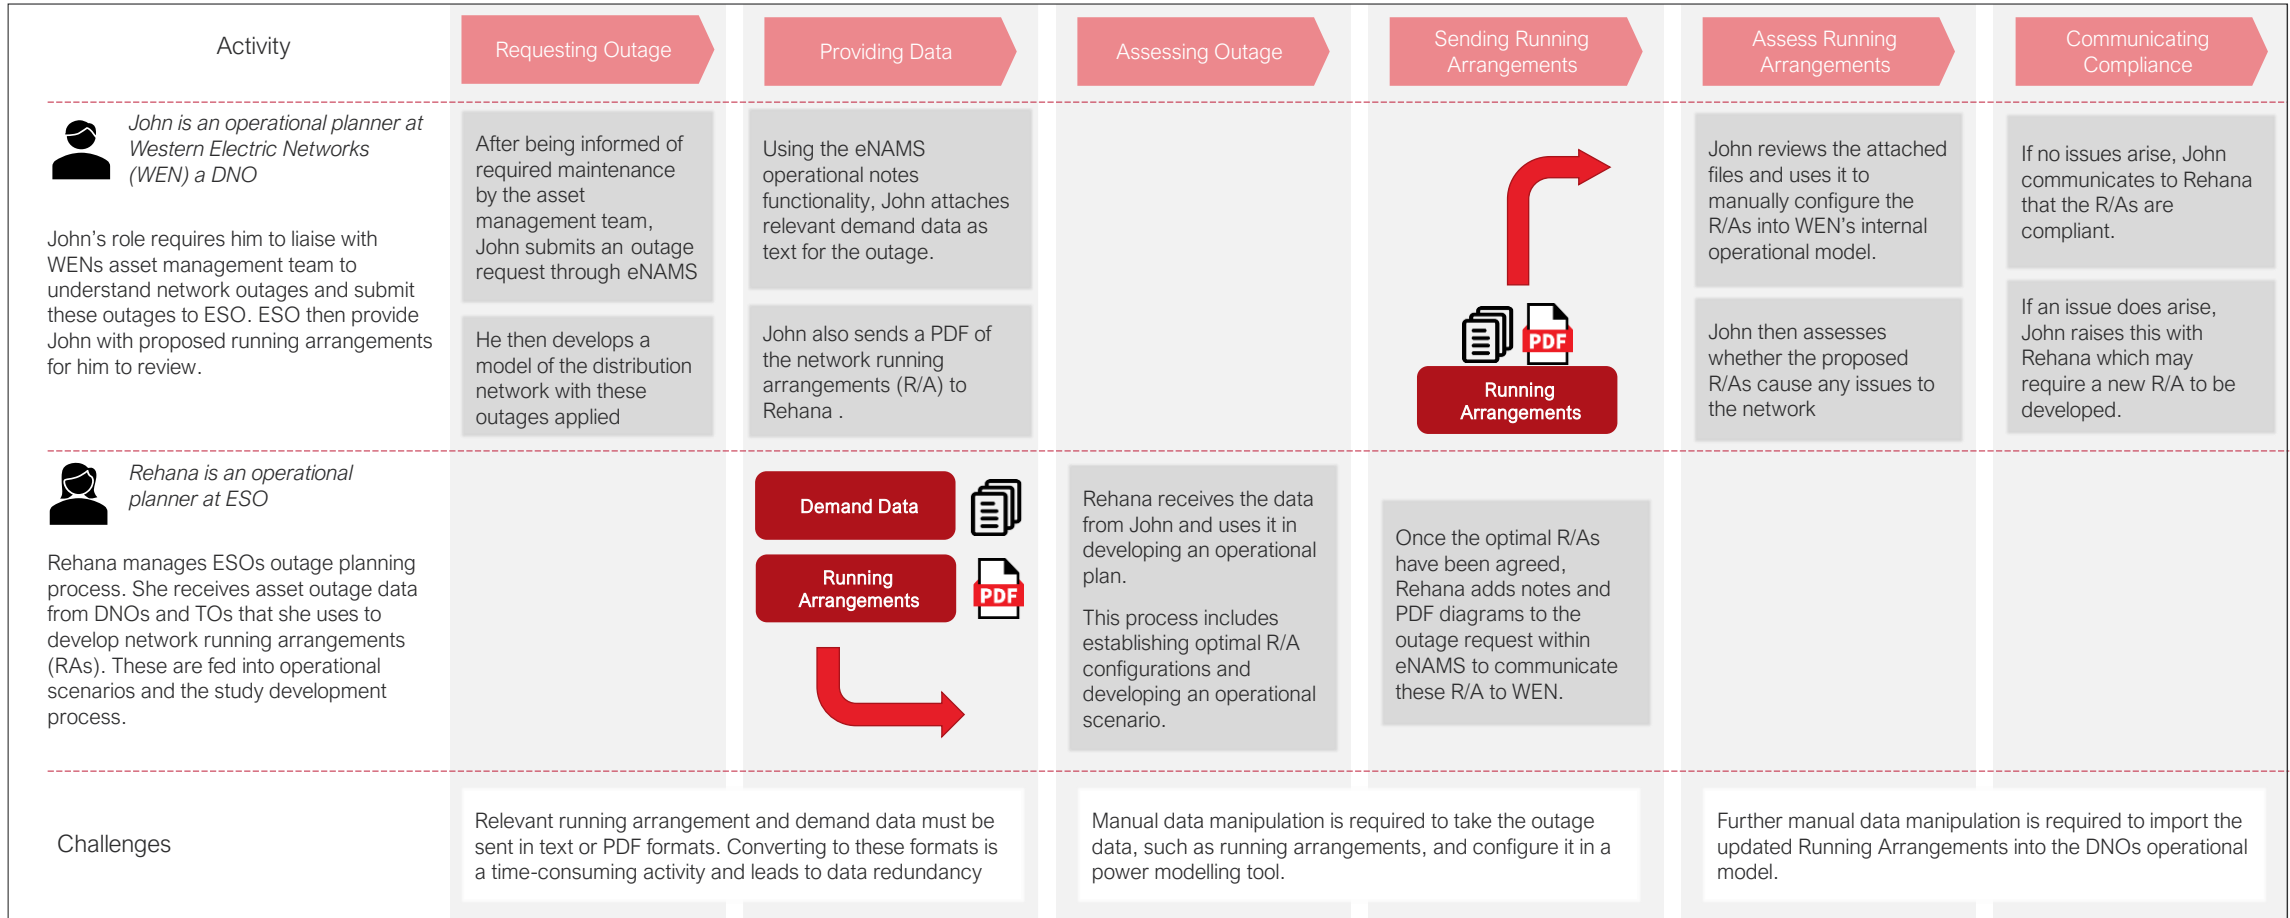 Activity
Requesting Outage
Providing Data
Assessing Outage
Sending Running
Arrangements
Assess Running
Arrangements
Communicating
Compliance
John is an operational planner at
Western Electric Networks
(WEN) a DNO
John's role requires him to liaise with
WENs asset management team to
understand network outages and submit
these outages to ESO. ESO then provide
John with proposed running arrangements
for him to review.
After being informed of
required maintenance
by the asset
management team,
John submits an outage
request through eNAMS
He then develops a
model of the distribution
network with these
outages applied
Using the eNAMS
operational notes
functionality, John attaches
relevant demand data as
text for the outage.
John also sends a PDF of
the network running
arrangements (R/A) to
Rehana .
PDF
Running
Arrangements
John reviews the attached
files and uses it to
manually configure the
R/As into WEN's internal
operational model.
John then assesses
whether the proposed
R/As cause any issues to
the network
If no issues arise, John
communicates to Rehana
that the R/As are
compliant.
If an issue does arise,
John raises this with
Rehana which may
require a new R/A to be
developed.
Rehana is an operational
planner at ESO
Rehana manages ESOs outage planning
process. She receives asset outage data
from DNOs and TOs that she uses to
develop network running arrangements
(RAs). These are fed into operational
scenarios and the study development
process.
Demand Data
Running
Arrangements
PDF
Rehana receives the data
from John and uses it in
developing an operational
plan.
This process includes
establishing optimal R/A
configurations and
developing an operational
scenario.
Once the optimal R/As
have been agreed,
Rehana adds notes and
PDF diagrams to the
outage request within
eNAMS to communicate
these R/A to WEN.
Challenges
Relevant running arrangement and demand data must be
sent in text or PDF formats. Converting to these formats is
a time-consuming activity and leads to data redundancy
Manual data manipulation is required to take the outage
data, such as running arrangements, and configure it in a
power modelling tool.
Further manual data manipulation is required to import the
updated Running Arrangements into the DNOs operational
model.